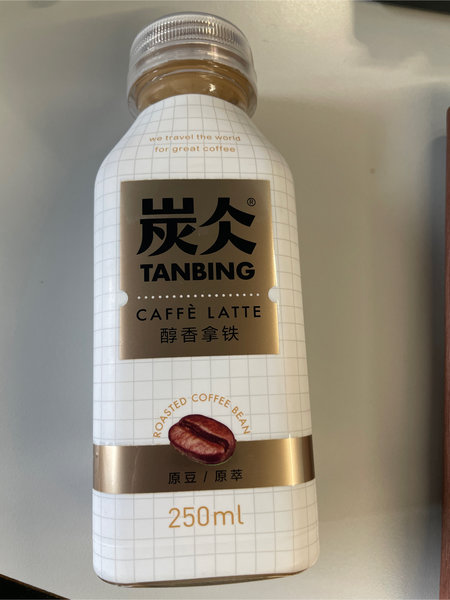 we travel the world
for great coffee
炭仌®
TANBING
CAFFÈ LATTE
醇香拿铁
ROASTED COFFEE BEAN
原豆 / 原萃
250ml